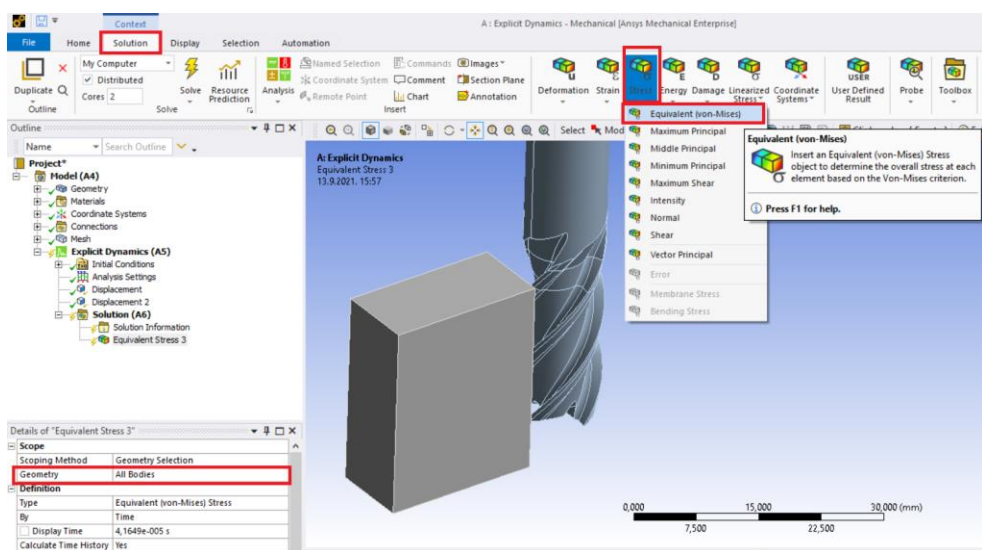 Context
A : Explicit Dynamics - Mechanical [Ansys Mechanical Enterprise]
File Home Solution Display Selection Automation
Duplicate Q
Outline
My Computer
Distributed
Cores 2
Solve
Resource Prediction
Solve
Analysis
Named Selection
Coordinate System
Remote Point
Commands
Comment
Chart
Images
Section Plane
Annotation
Insert
Deformation Strain Stress Energy Damage Linearized Stress Coordinate Systems
USER
User Defined Result
Probe
Toolbox
Outline
Name Search Outline
Project*
Model (A4)
Geometry
Materials
Coordinate Systems
Connections
Mesh
Explicit Dynamics (A5)
Initial Conditions
Analysis Settings
Displacement
Displacement 2
Solution (A6)
Solution Information
Equivalent Stress 3
Select Mod
A: Explicit Dynamics
Equivalent Stress 3
13.9.2021. 15:57
Equivalent (von-Mises)
Maximum Principal
Middle Principal
Minimum Principal
Maximum Shear
Intensity
Normal
Shear
Vector Principal
Error
Membrane Stress
Bending Stress
Equivalent (von-Mises)
Insert an Equivalent (von-Mises) Stress
object to determine the overall stress at each
element based on the Von-Mises criterion.
Press F1 for help.
Details of "Equivalent Stress 3"
Scope
Scoping Method Geometry Selection
Geometry All Bodies
Definition
Type Equivalent (von-Mises) Stress
By Time
Display Time 4,1649e-005 s
Calculate Time History Yes
0,000 15,000 30,000 (mm)
7,500 22,500